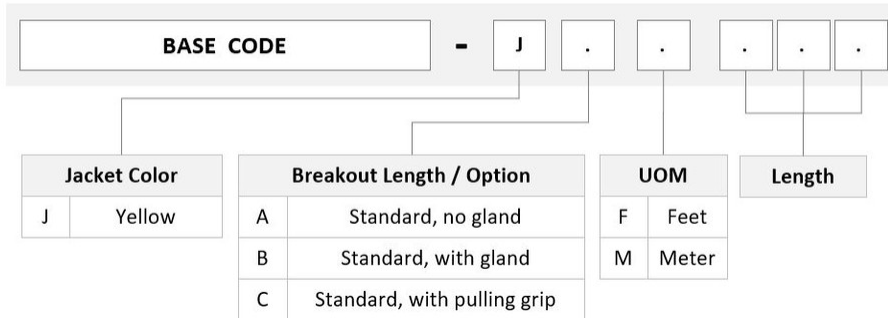 BASE CODE - J . . . . .
Jacket Color
J Yellow
Breakout Length / Option
A Standard, no gland
B Standard, with gland
C Standard, with pulling grip
UOM
F Feet
M Meter
Length